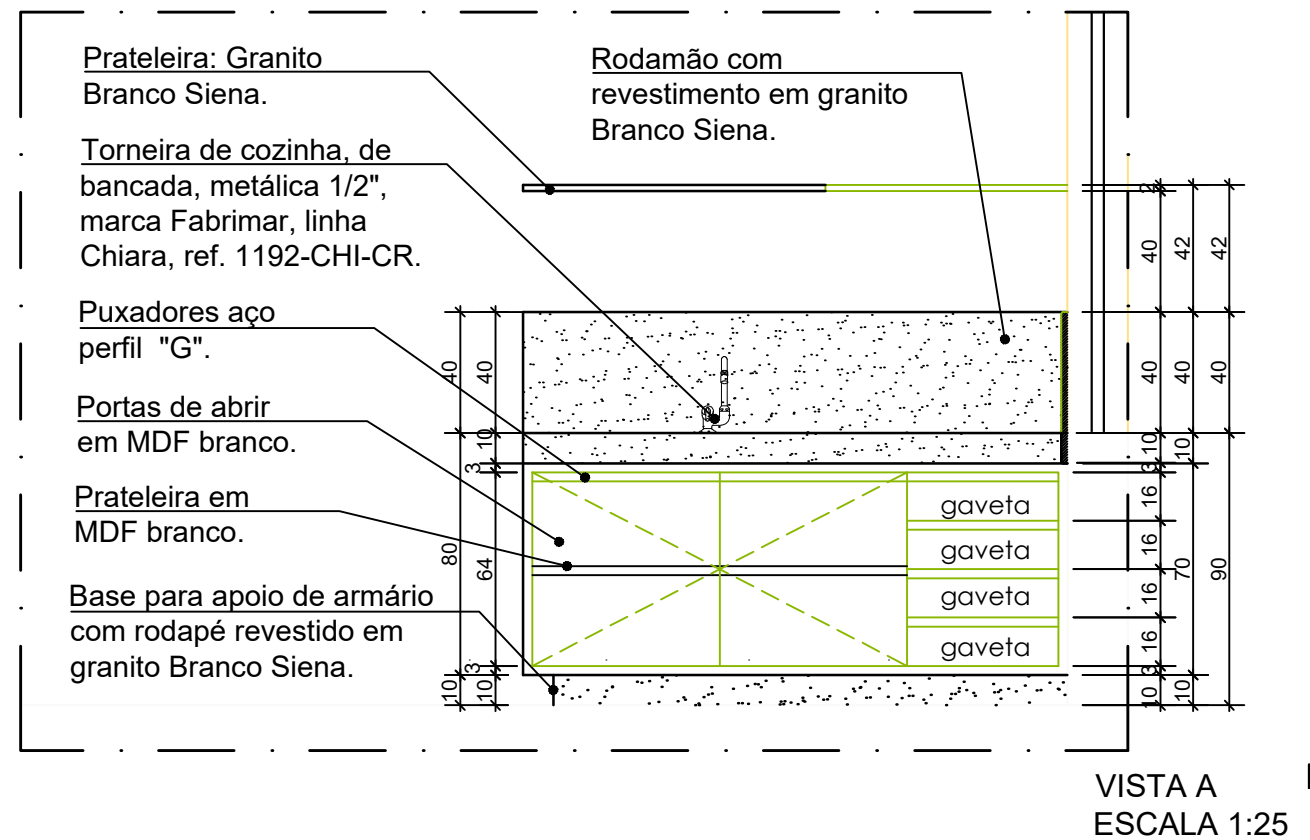 Prateleira: Granito
Branco Siena.
Rodamão com
revestimento em granito
Branco Siena.
Torneira de cozinha, de
bancada, metálica 1/2",
marca Fabrimar, linha
Chiara, ref. 1192-CHI-CR.
Puxadores aço
perfil "G".
Portas de abrir
em MDF branco.
Prateleira em
MDF branco.
Base para apoio de armário
com rodapé revestido em
granito Branco Siena.
gaveta
gaveta
gaveta
gaveta
40
80
10
40
10
3
64
3
10
2
40
40
10
3
16
16
16
16
3
10
42
40
10
70
10
42
40
90
VISTA A
ESCALA 1:25